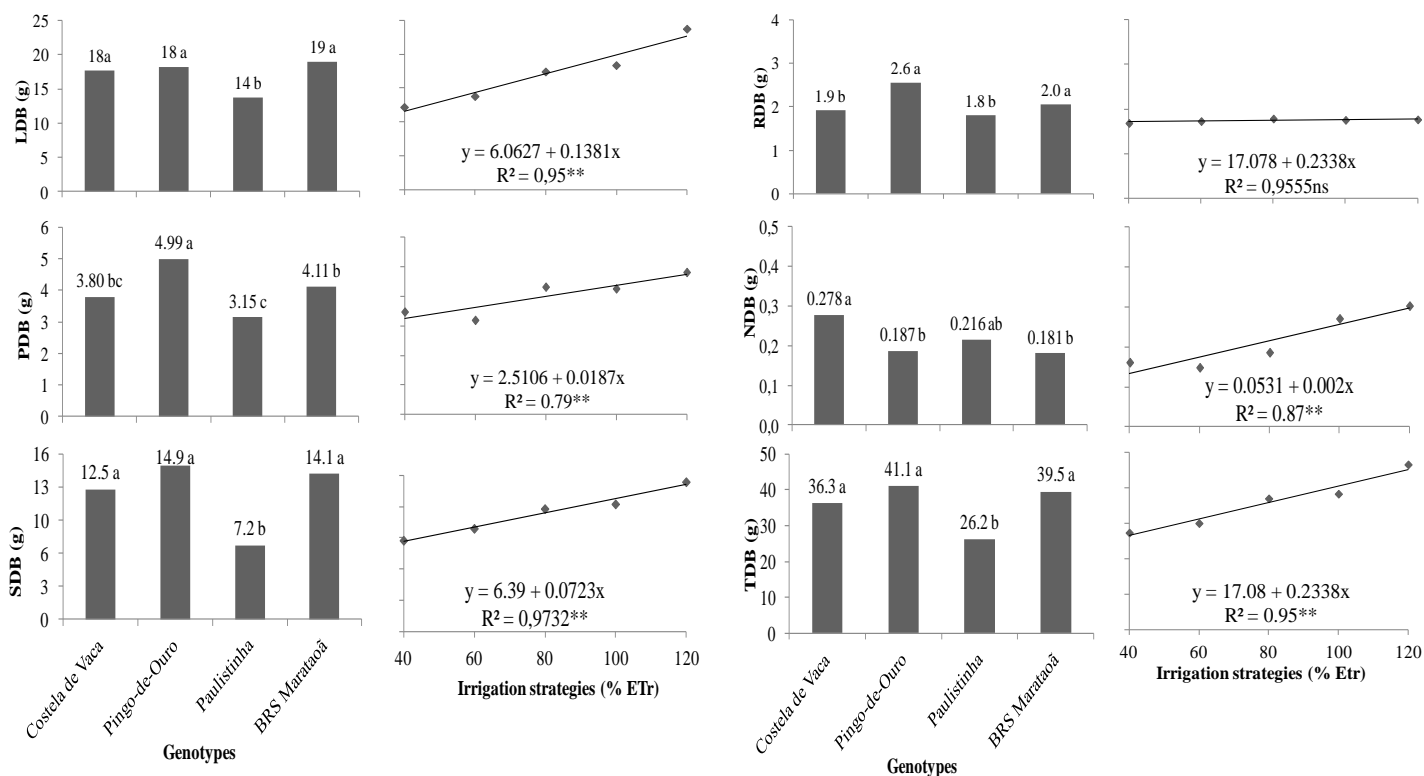 LDB (g)
25
20
15
10
5
0
18a
18 a
14 b
19 a
y = 6.0627 + 0.1381x
R² = 0,95**
RDB (g)
4
3
2
1
0
1.9 b
2.6 a
1.8 b
2.0 a
y = 17.078 + 0.2338x
R² = 0,9555ns
PDB (g)
6
5
4
3
2
1
0
3.80 bc
4.99 a
3.15 c
4.11 b
y = 2.5106 + 0.0187x
R² = 0.79**
NDB (g)
0,5
0,4
0,3
0,2
0,1
0,0
0.278 a
0.187 b
0.216 ab
0.181 b
y = 0.0531 + 0.002x
R² = 0.87**
SDB (g)
16
13
10
6
3
0
12.5 a
14.9 a
7.2 b
14.1 a
Costela de Vaca
Pingo-de-Ouro
Paulistinha
BRS Marataoã
Genotypes
y = 6.39 + 0.0723x
R² = 0,9732**
40 60 80 100 120
Irrigation strategies (% ETr)
TDB (g)
50
40
30
20
10
0
36.3 a
41.1 a
26.2 b
39.5 a
Costela de Vaca
Pingo-de-Ouro
Paulistinha
BRS Marataoã
Genotypes
y = 17.08 + 0.2338x
R² = 0.95**
40 60 80 100 120
Irrigation strategies (% Etr)